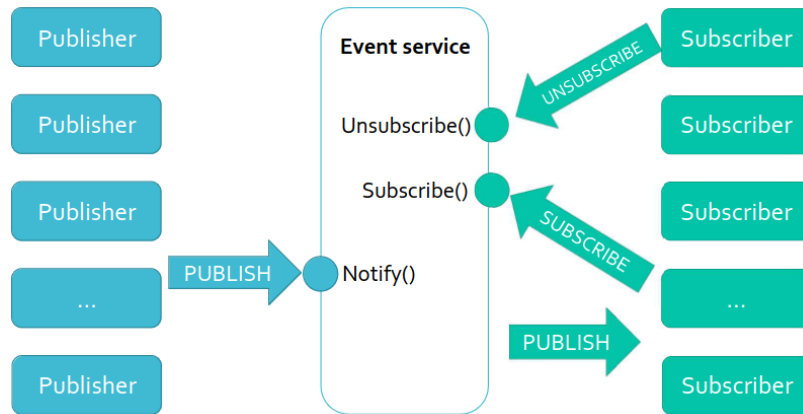 Publisher
Publisher
Publisher
...
Publisher
PUBLISH
Event service
Unsubscribe()
Subscribe()
Notify()
UNSUBSCRIBE
SUBSCRIBE
PUBLISH
Subscriber
Subscriber
Subscriber
...
Subscriber